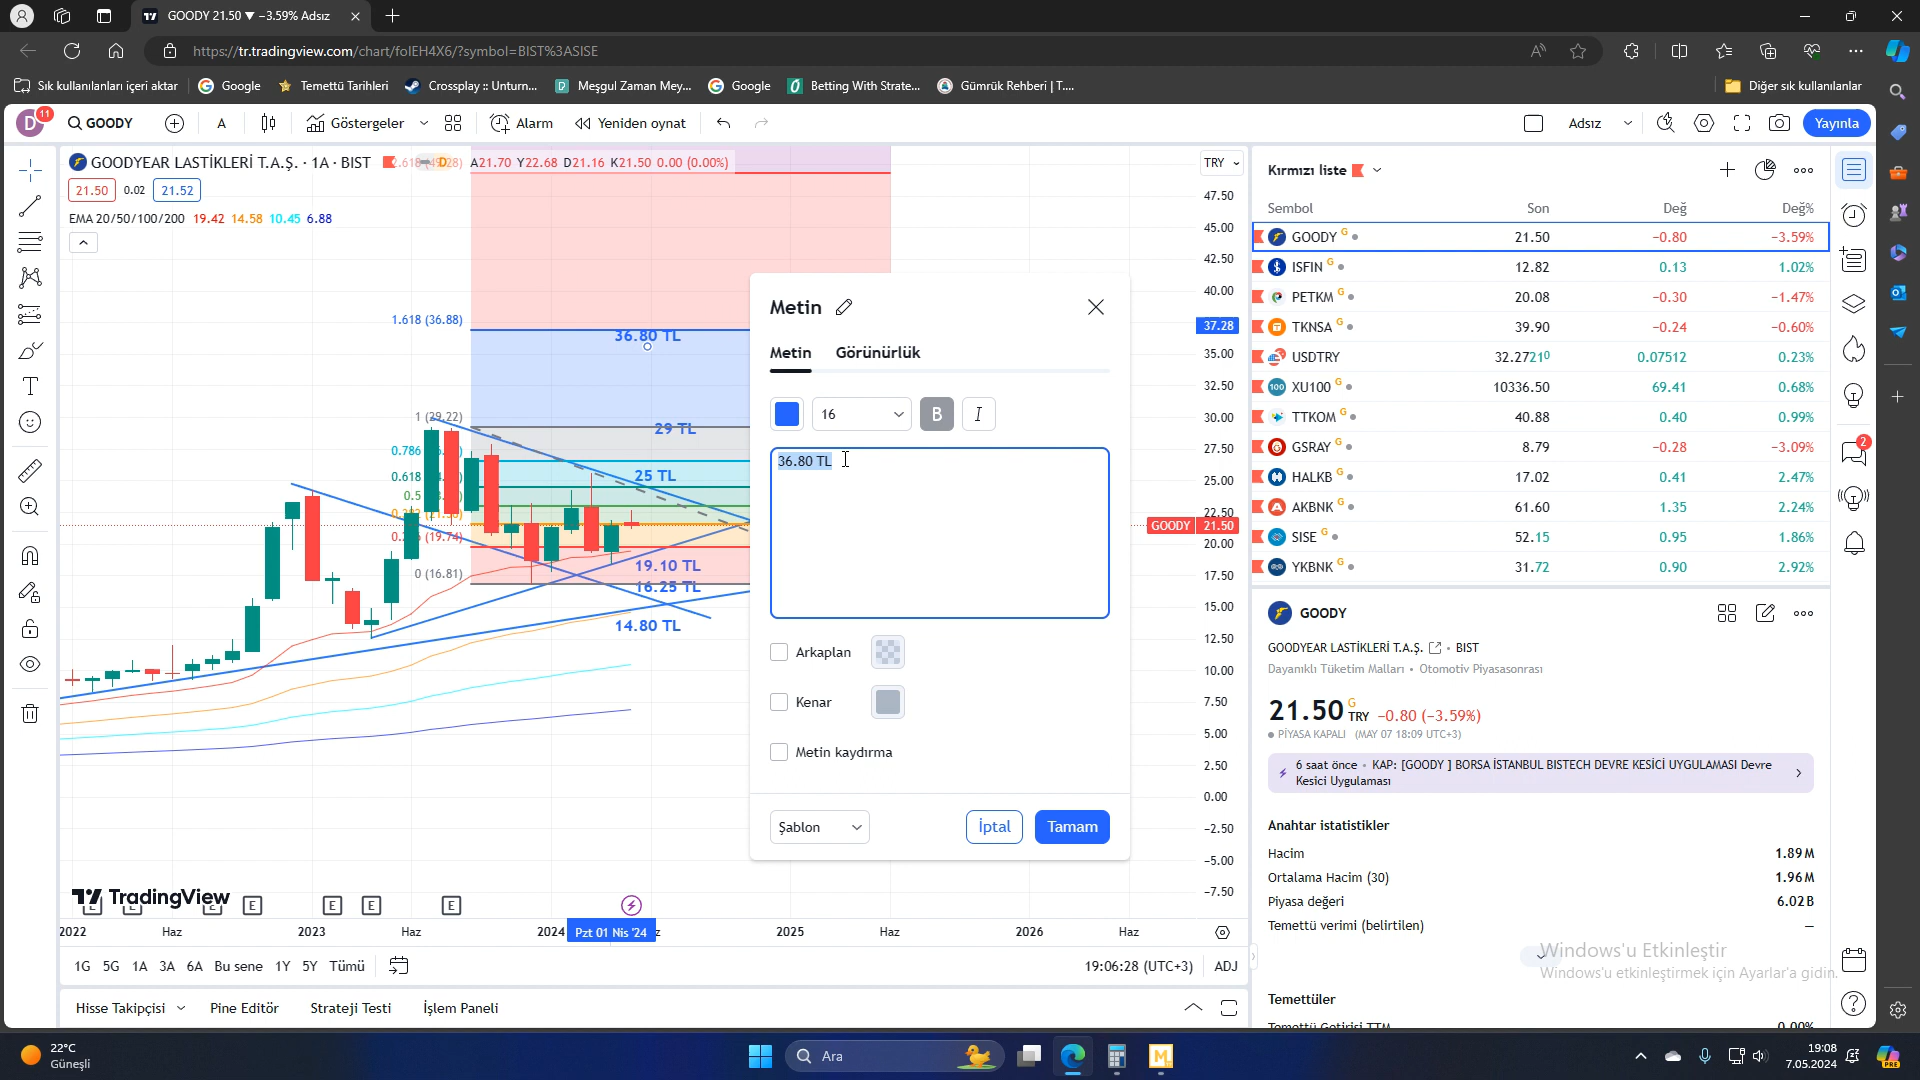 GOODY 21.50 ▼ −3.59% Adsız
https://tr.tradingview.com/chart/folEH4X6/?symbol=BIST%3ASISE
Sık kullanılanları içeri aktar
Google
Temettü Tarihleri
Crossplay :: Unturn...
Meşgul Zaman Mey...
Google
Betting With Strate...
Gümrük Rehberi | T....
Diğer sık kullanılanlar
D 11
GOODY
A
Göstergeler
Alarm
Yeniden oynat
Adsız
Yayınla
GOODYEAR LASTİKLERİ T.A.Ş. · 1A · BIST
D
A21.70 Y22.68 D21.16 K21.50 0.00 (0.00%)
21.50 0.02 21.52
EMA 20/50/100/200 19.42 14.58 10.45 6.88
TRY
47.50
45.00
42.50
40.00
37.28
35.00
32.50
30.00
27.50
25.00
22.50
GOODY 21.50
20.00
17.50
15.00
12.50
10.00
7.50
5.00
2.50
0.00
−2.50
−5.00
−7.50
1.618 (36.88)
36.80 TL
1 (29.22)
29 TL
0.786
25 TL
0.618
0.5
0 (16.81)
19.10 TL
16.25 TL
14.80 TL
Metin
Metin
Görünürlük
16
B
I
36.80 TL
Arkaplan
Kenar
Metin kaydırma
Şablon
İptal
Tamam
TradingView
E E E E E E E
2022 Haz 2023 Haz 2024 Pzt 01 Nis '24 2025 Haz 2026 Haz
1G 5G 1A 3A 6A Bu sene 1Y 5Y Tümü
19:06:28 (UTC+3) ADJ
Hisse Takipçisi
Pine Editör
Strateji Testi
İşlem Paneli
Kırmızı liste
Sembol Son Değ Değ%
GOODY G 21.50 −0.80 −3.59%
ISFIN G 12.82 0.13 1.02%
PETKM G 20.08 −0.30 −1.47%
TKNSA G 39.90 −0.24 −0.60%
USDTRY 32.2721⁰ 0.07512 0.23%
XU100 G 10336.50 69.41 0.68%
TTKOM G 40.88 0.40 0.99%
GSRAY G 8.79 −0.28 −3.09%
HALKB G 17.02 0.41 2.47%
AKBNK G 61.60 1.35 2.24%
SISE G 52.15 0.95 1.86%
YKBNK G 31.72 0.90 2.92%
2
GOODY
GOODYEAR LASTİKLERİ T.A.Ş. • BIST
Dayanıklı Tüketim Malları • Otomotiv Piyasasonrası
21.50 G TRY −0.80 (−3.59%)
PİYASA KAPALI (MAY 07 18:09 UTC+3)
6 saat önce • KAP: [GOODY ] BORSA İSTANBUL BISTECH DEVRE KESİCİ UYGULAMASI Devre
Kesici Uygulaması
Anahtar istatistikler
Hacim 1.89M
Ortalama Hacim (30) 1.96M
Piyasa değeri 6.02B
Temettü verimi (belirtilen) —
Windows'u Etkinleştir
Windows'u etkinleştirmek için Ayarlar'a gidin.
Temettüler
Temettü Getirisi TTM 0.00%
22°C
Güneşli
Ara
19:08
7.05.2024
PRE